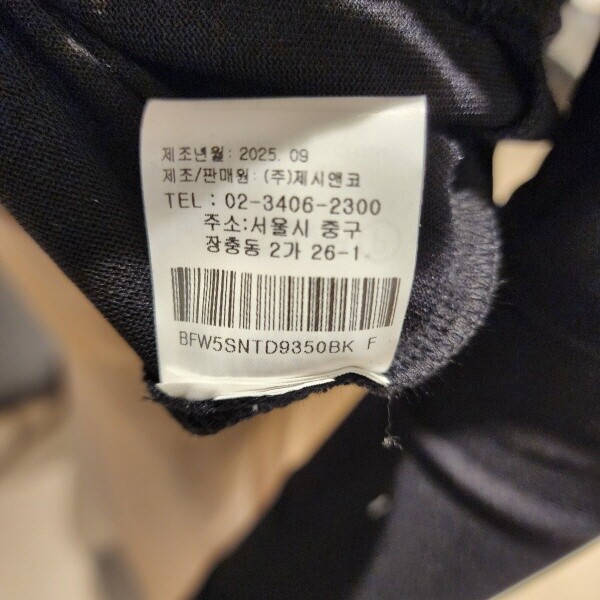 제조년월: 2025. 09
제조/판매원: (주)제시앤코
TEL : 02-3406-2300
주소:서울시 중구
장충동 2가 26-1
BFW5SNTD9350BK F